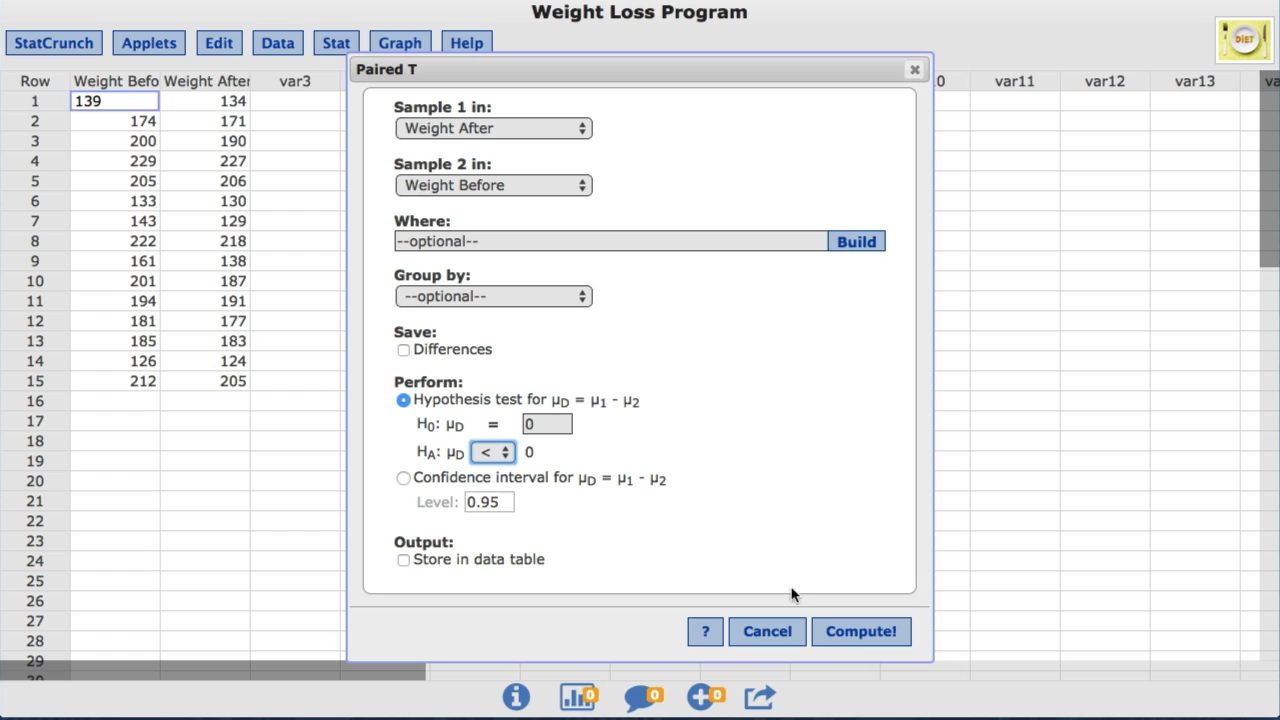 Weight Loss Program
StatCrunch Applets Edit Data Stat Graph Help
DIET
Row Weight Befo Weight After var3 0 var11 var12 var13 va
1 139 134
2 174 171
3 200 190
4 229 227
5 205 206
6 133 130
7 143 129
8 222 218
9 161 138
10 201 187
11 194 191
12 181 177
13 185 183
14 126 124
15 212 205
16
17
18
19
20
21
22
23
24
25
26
27
28
29
30
Paired T
Sample 1 in:
Weight After
Sample 2 in:
Weight Before
Where:
--optional-- Build
Group by:
--optional--
Save:
Differences
Perform:
Hypothesis test for μD = μ1 - μ2
H0: μD = 0
HA: μD < 0
Confidence interval for μD = μ1 - μ2
Level: 0.95
Output:
Store in data table
? Cancel Compute!
0 0 0